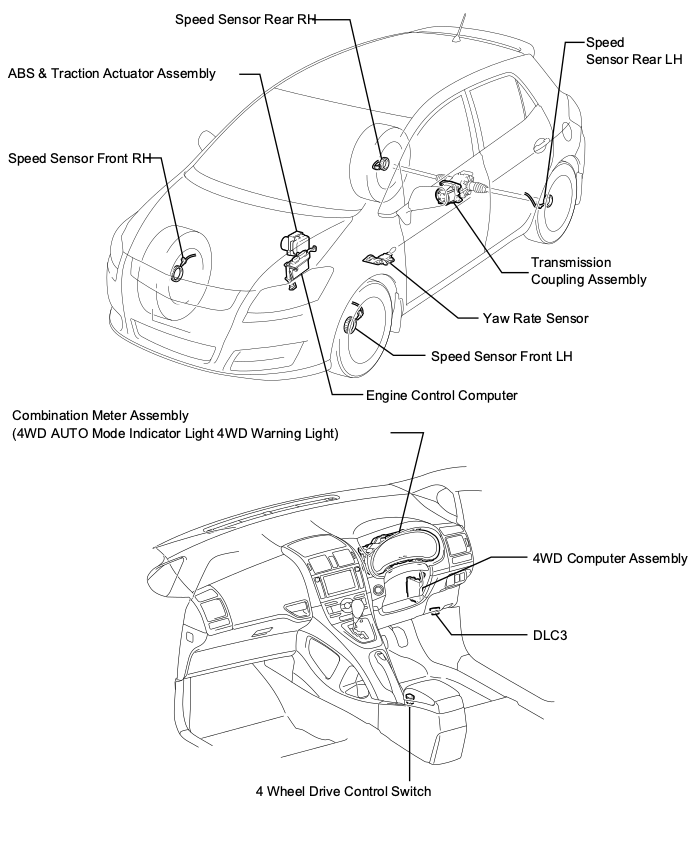 Speed Sensor Rear RH
Speed
Sensor Rear LH
ABS & Traction Actuator Assembly
Speed Sensor Front RH
Transmission
Coupling Assembly
Yaw Rate Sensor
Speed Sensor Front LH
Engine Control Computer
Combination Meter Assembly
(4WD AUTO Mode Indicator Light 4WD Warning Light)
4WD Computer Assembly
DLC3
4 Wheel Drive Control Switch